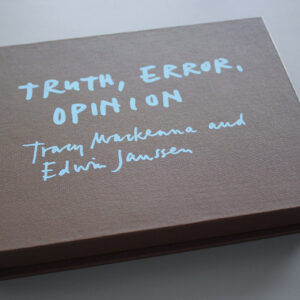 TRUTH, ERROR,
OPINION
Tracy Mackenna and
Edwin Janssen